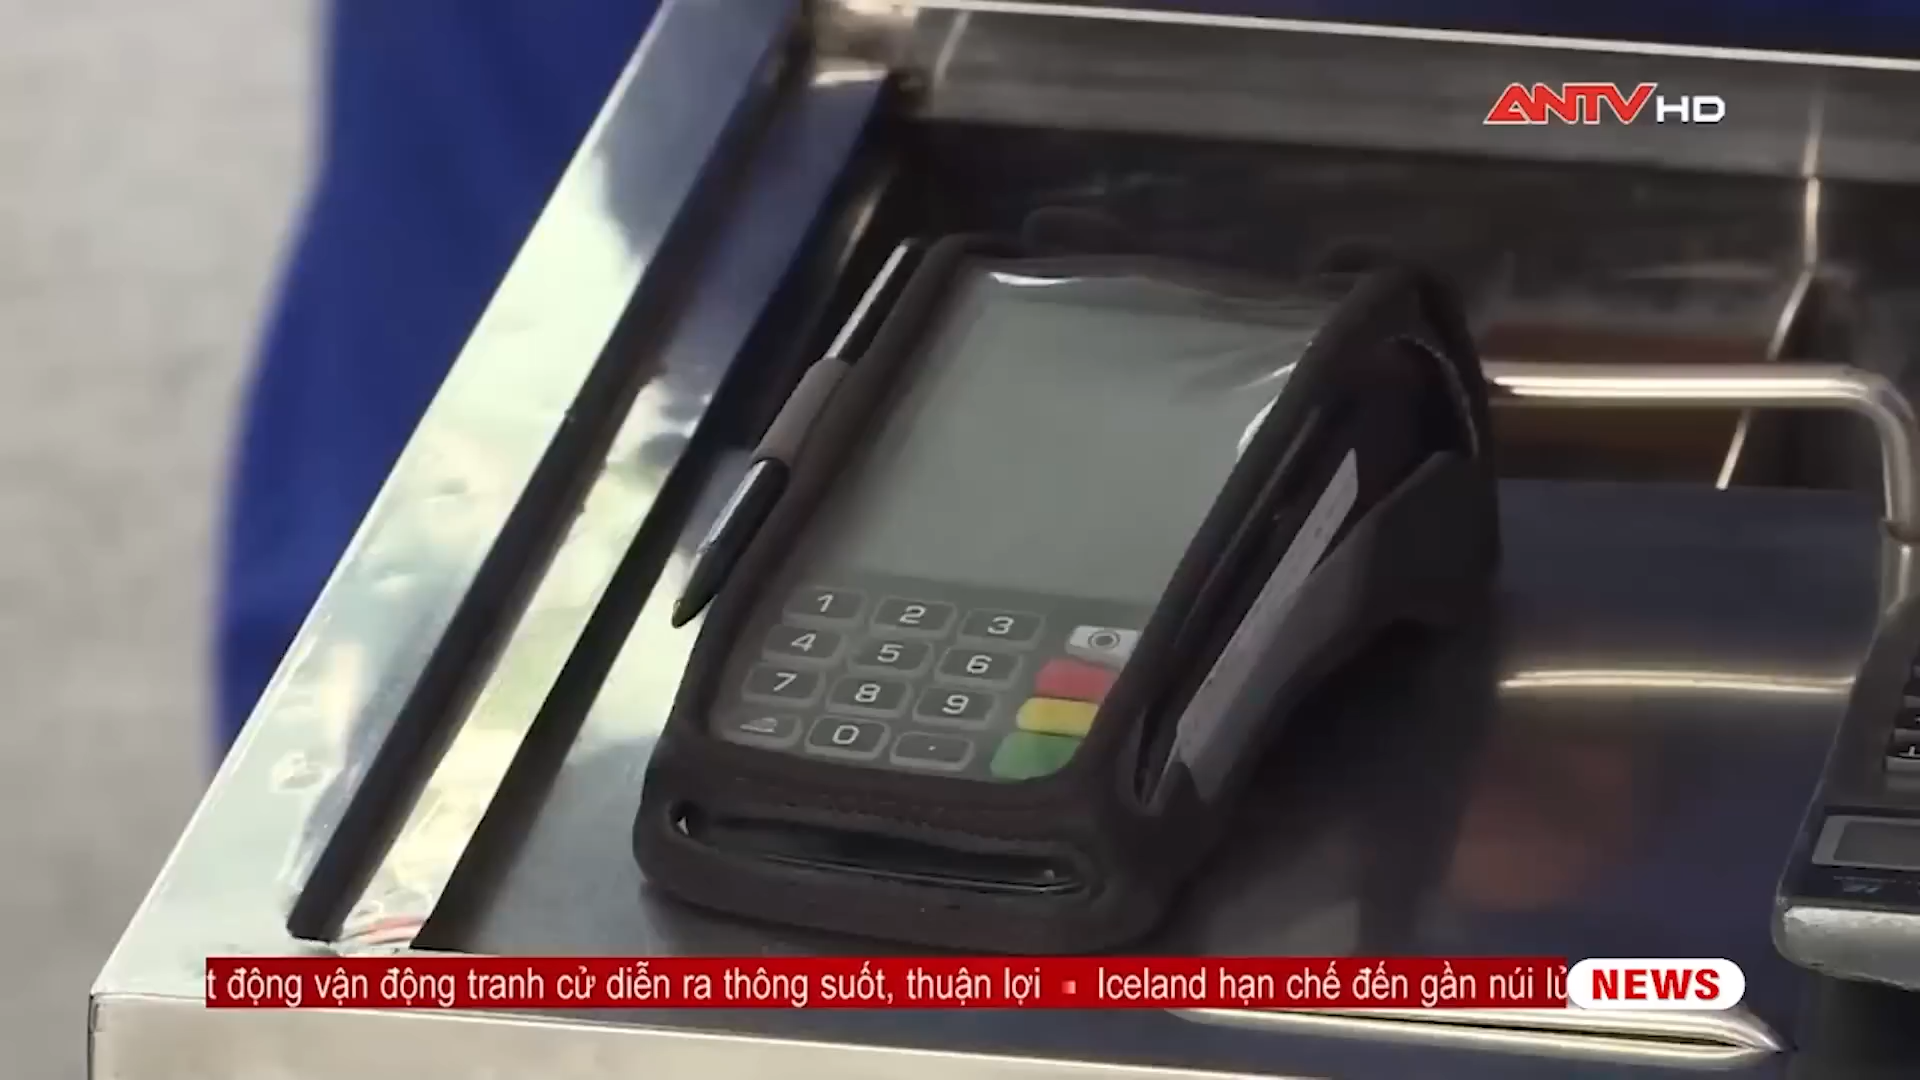 ANTV HD
1 2 3
4 5 6
7 8 9
0 .
t động vận động tranh cử diễn ra thông suốt, thuận lợi ▪ Iceland hạn chế đến gần núi lử
NEWS